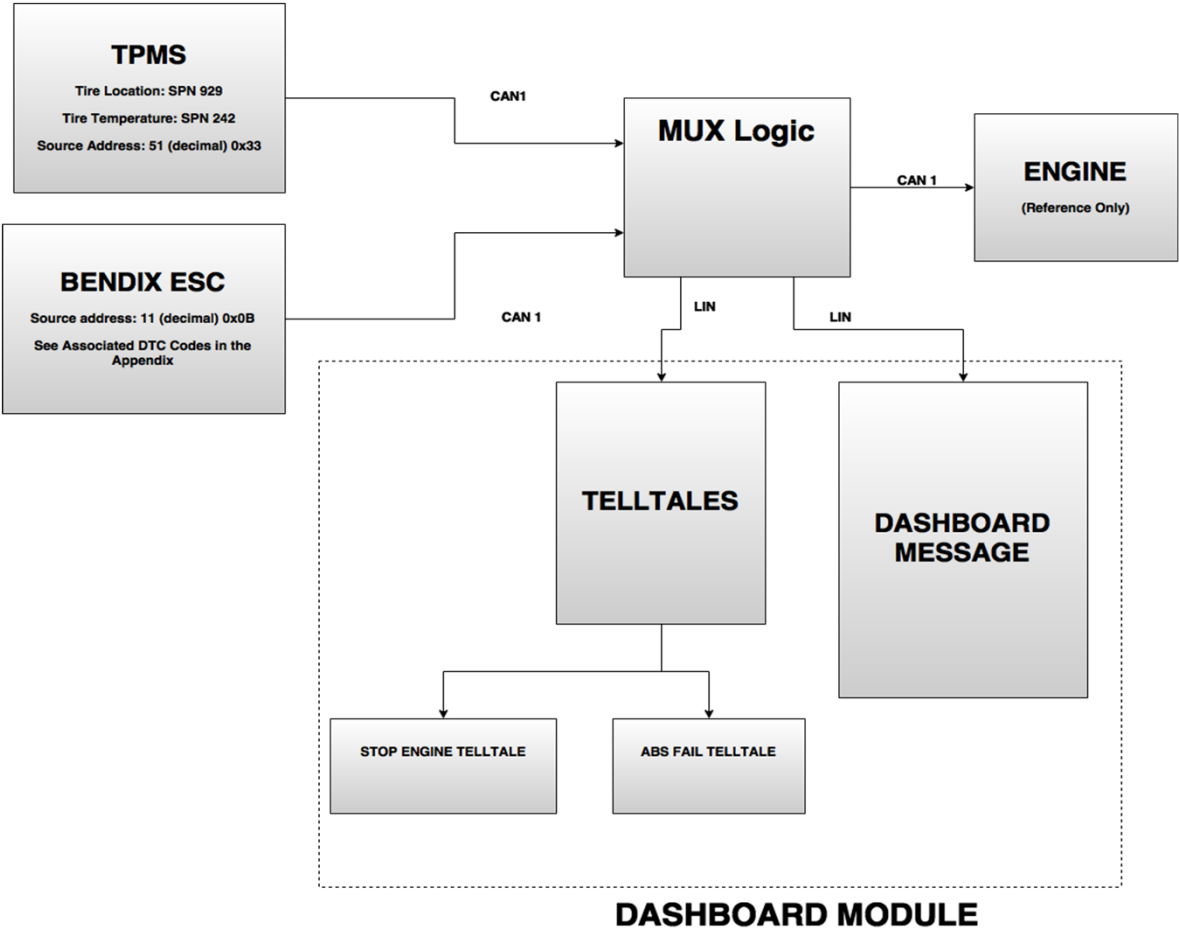 TPMS
Tire Location: SPN 929
Tire Temperature: SPN 242
Source Address: 51 (decimal) 0x33
CAN1
MUX Logic
CAN 1
ENGINE
(Reference Only)
BENDIX ESC
Source address: 11 (decimal) 0x0B
See Associated DTC Codes in the
Appendix
CAN 1
LIN
LIN
TELLTALES
DASHBOARD
MESSAGE
STOP ENGINE TELLTALE
ABS FAIL TELLTALE
DASHBOARD MODULE